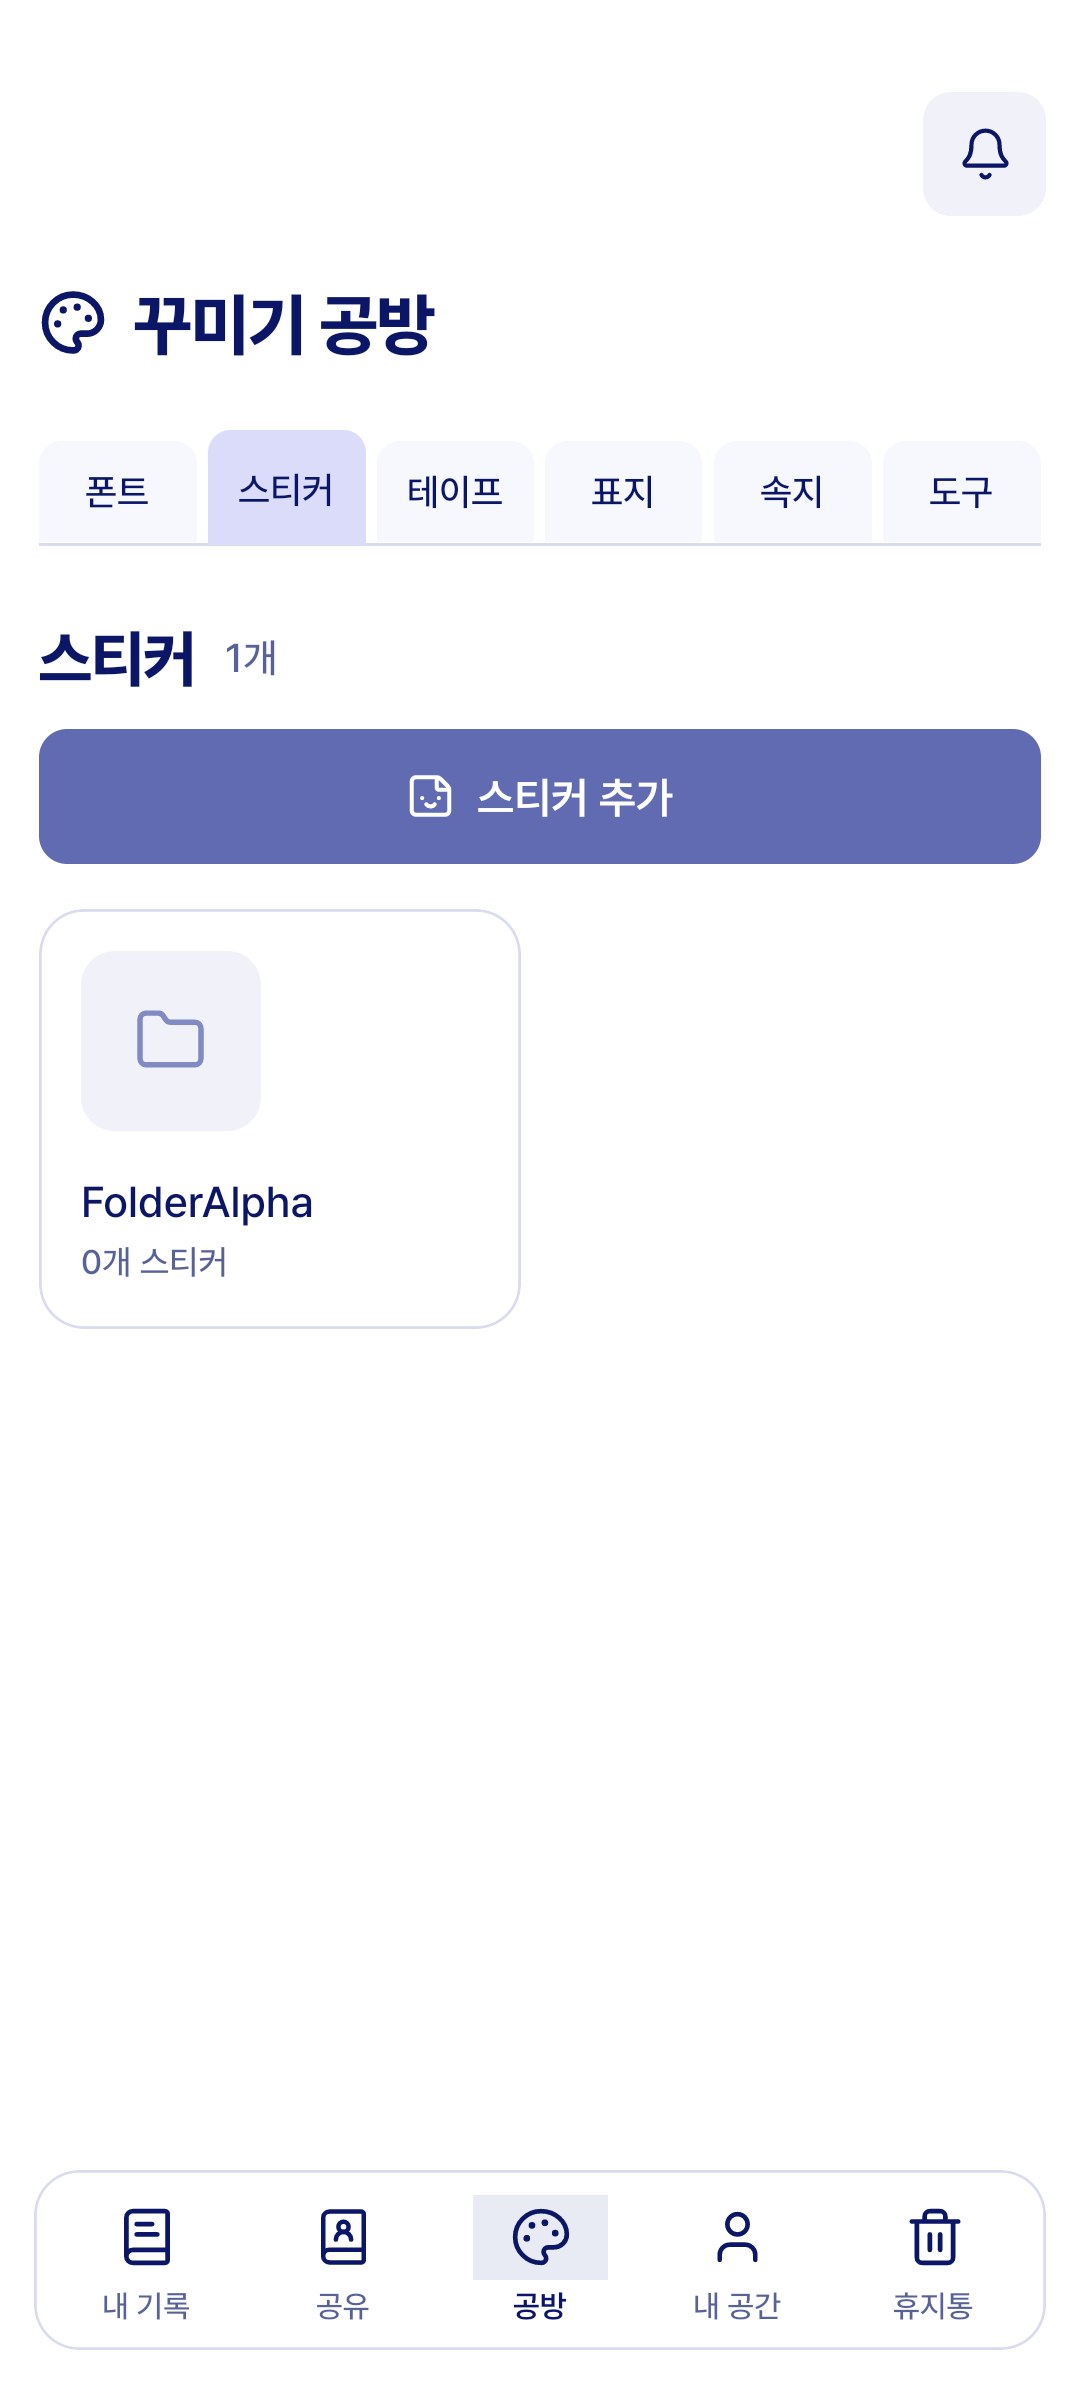 꾸미기 공방
폰트 스티커 테이프 표지 속지 도구
스티커 1개
스티커 추가
FolderAlpha
0개 스티커
내 기록 공유 공방 내 공간 휴지통